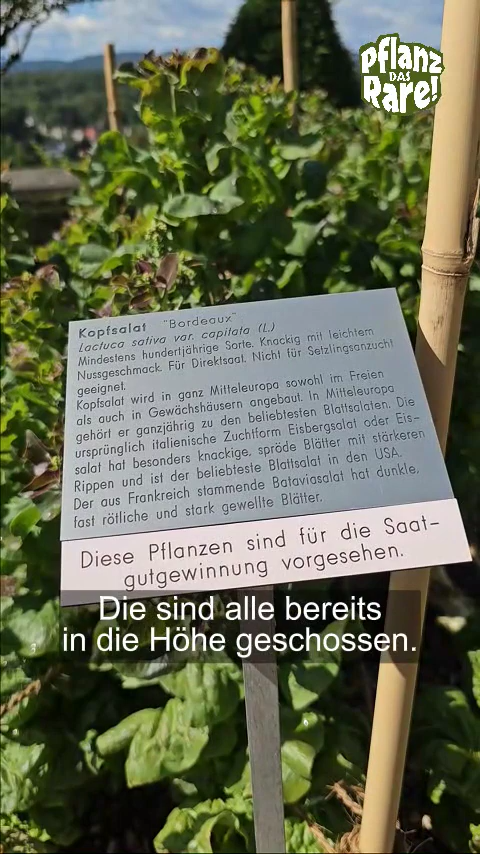 Pflanz
DAS
Rare!
Kopfsalat "Bordeaux"
Lactuca sativa var. capitata (L.)
Mindestens hundertjährige Sorte. Knackig mit leichtem
Nussgeschmack. Für Direktsaat. Nicht für Setzlingsanzucht
geeignet.
Kopfsalat wird in ganz Mitteleuropa sowohl im Freien
als auch in Gewächshäusern angebaut. In Mitteleuropa
gehört er ganzjährig zu den beliebtesten Blattsalaten. Die
ursprünglich italienische Zuchtform Eisbergsalat oder Eis-
salat hat besonders knackige, spröde Blätter mit stärkeren
Rippen und ist der beliebteste Blattsalat in den USA.
Der aus Frankreich stammende Bataviasalat hat dunkle,
fast rötliche und stark gewellte Blätter.
Diese Pflanzen sind für die Saat-
gutgewinnung vorgesehen.
Die sind alle bereits
in die Höhe geschossen.